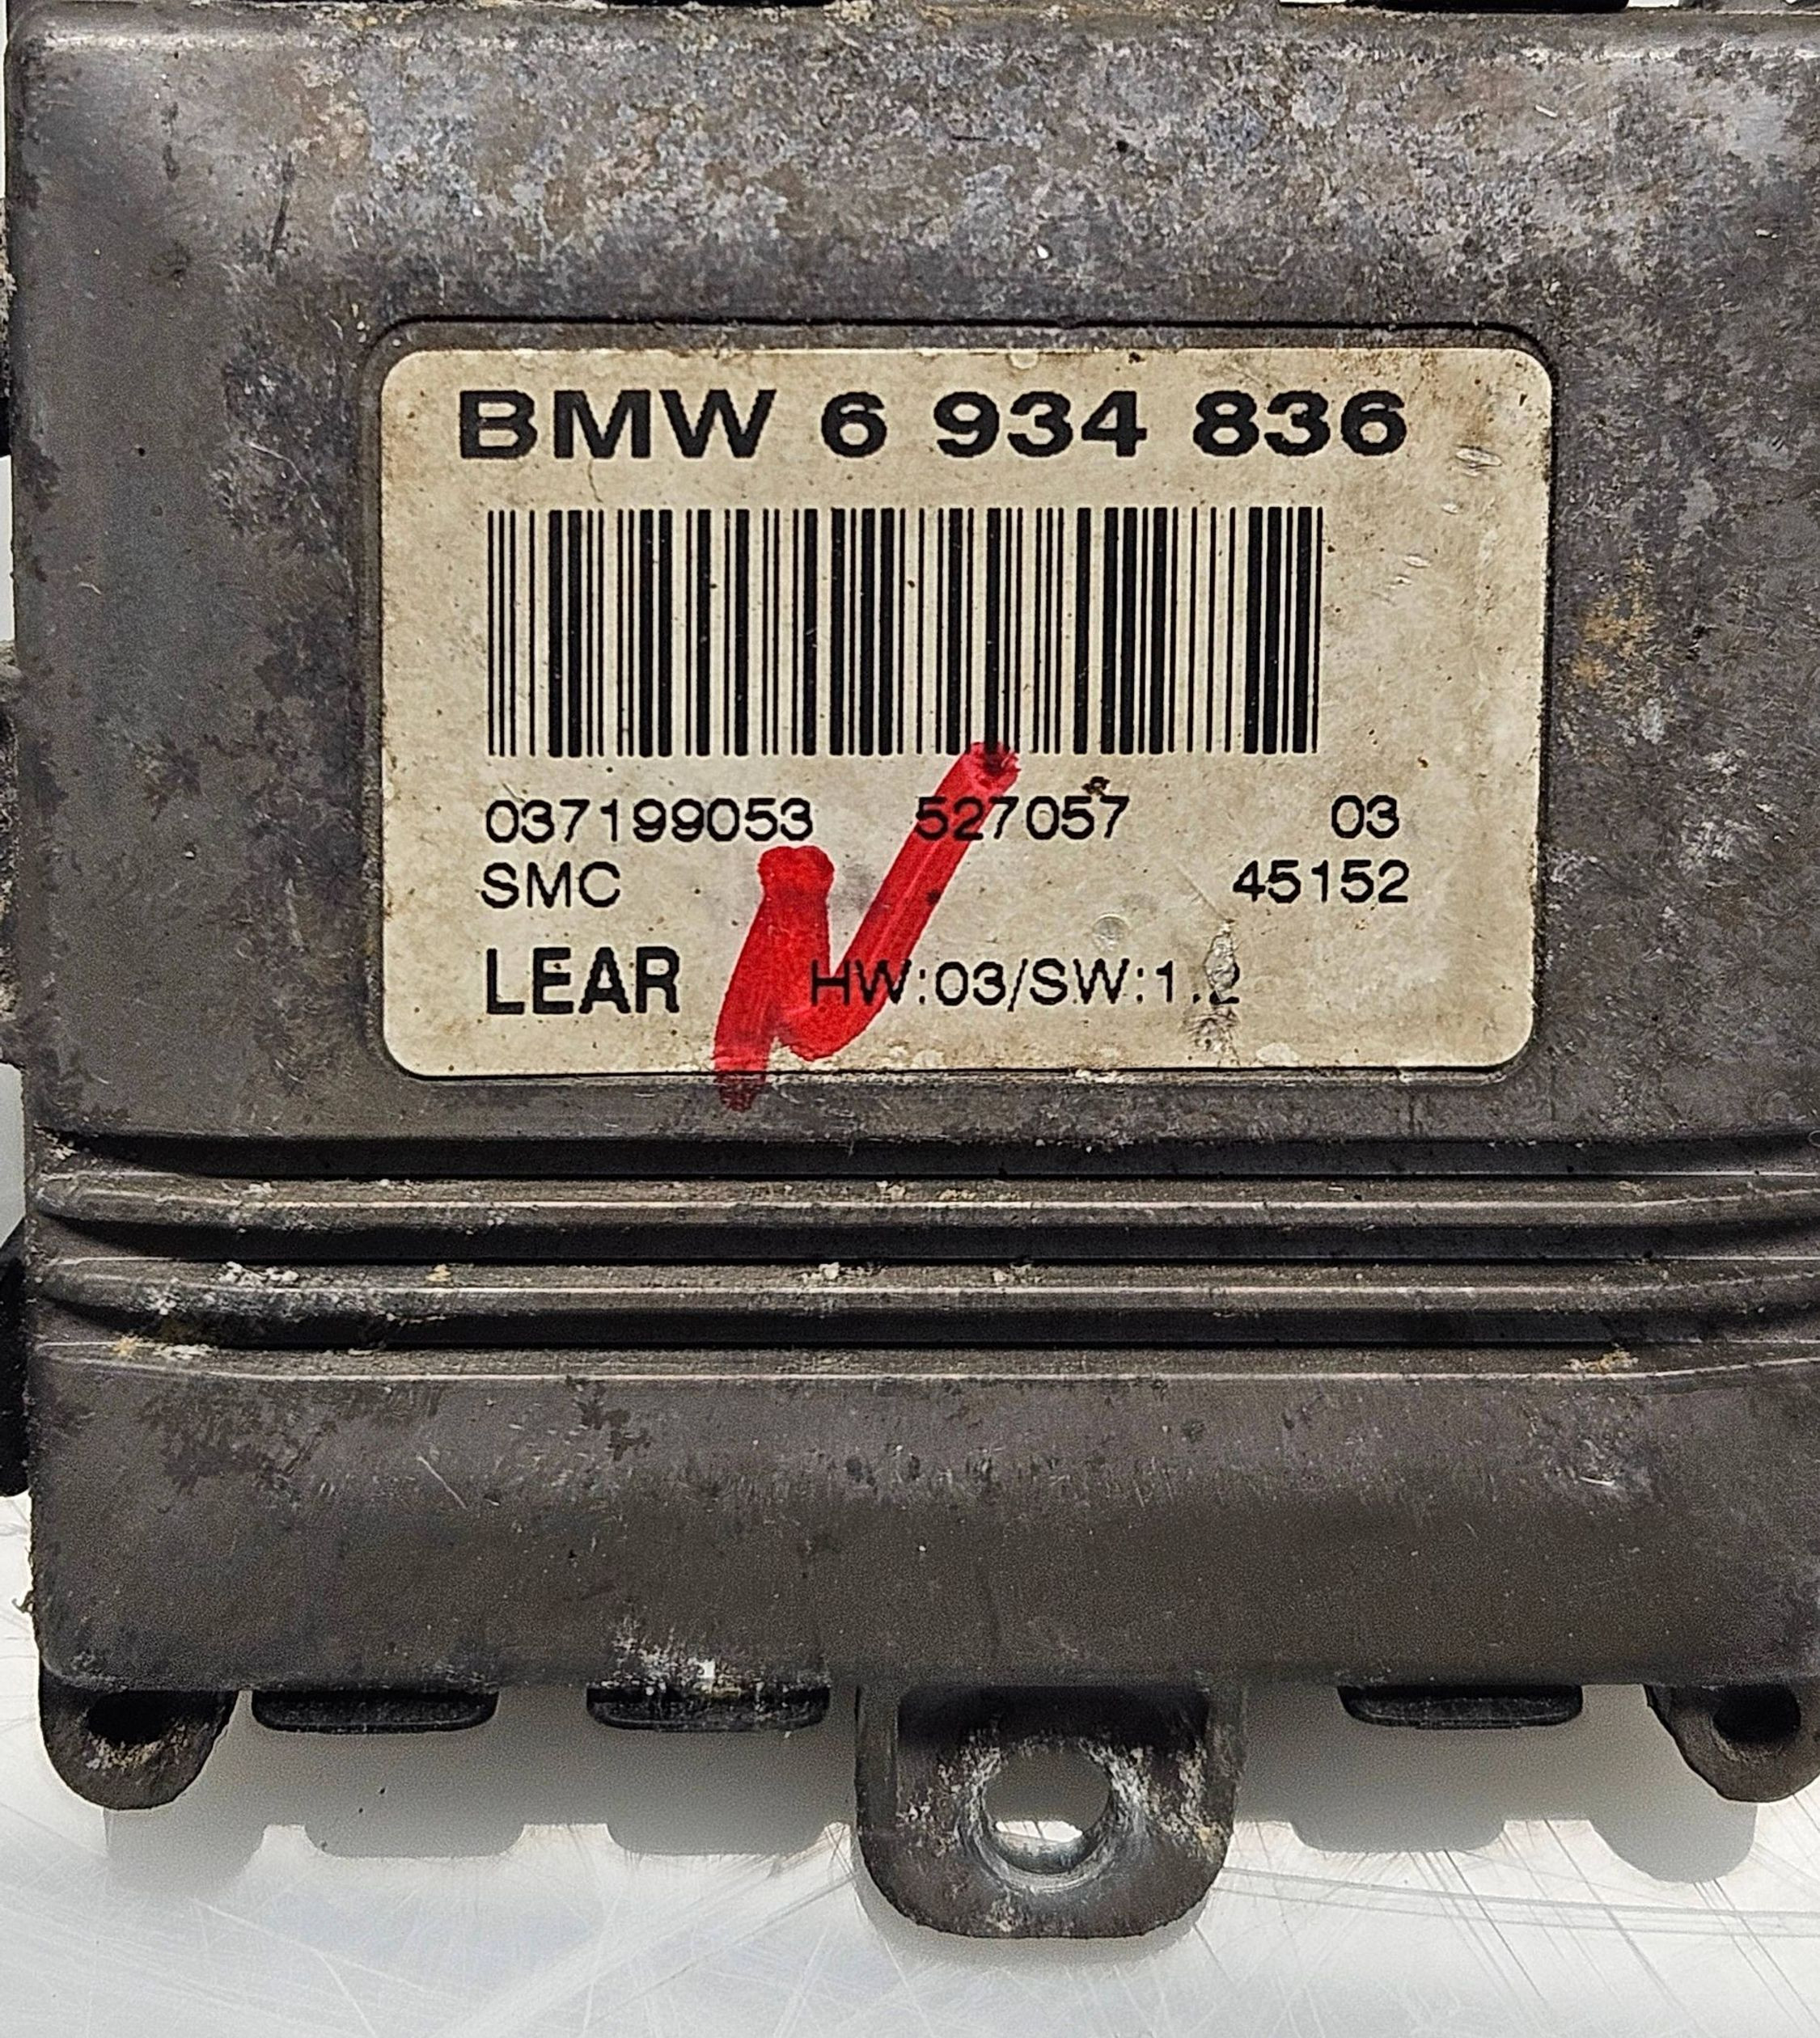 BMW 6 934 836
037199053 527057 03
SMC 45152
LEAR HW:03/SW:1.2